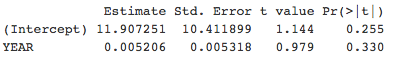 Estimate Std. Error t value Pr(>|t|)
(Intercept) 11.907251 10.411899 1.144 0.255
YEAR 0.005206 0.005318 0.979 0.330